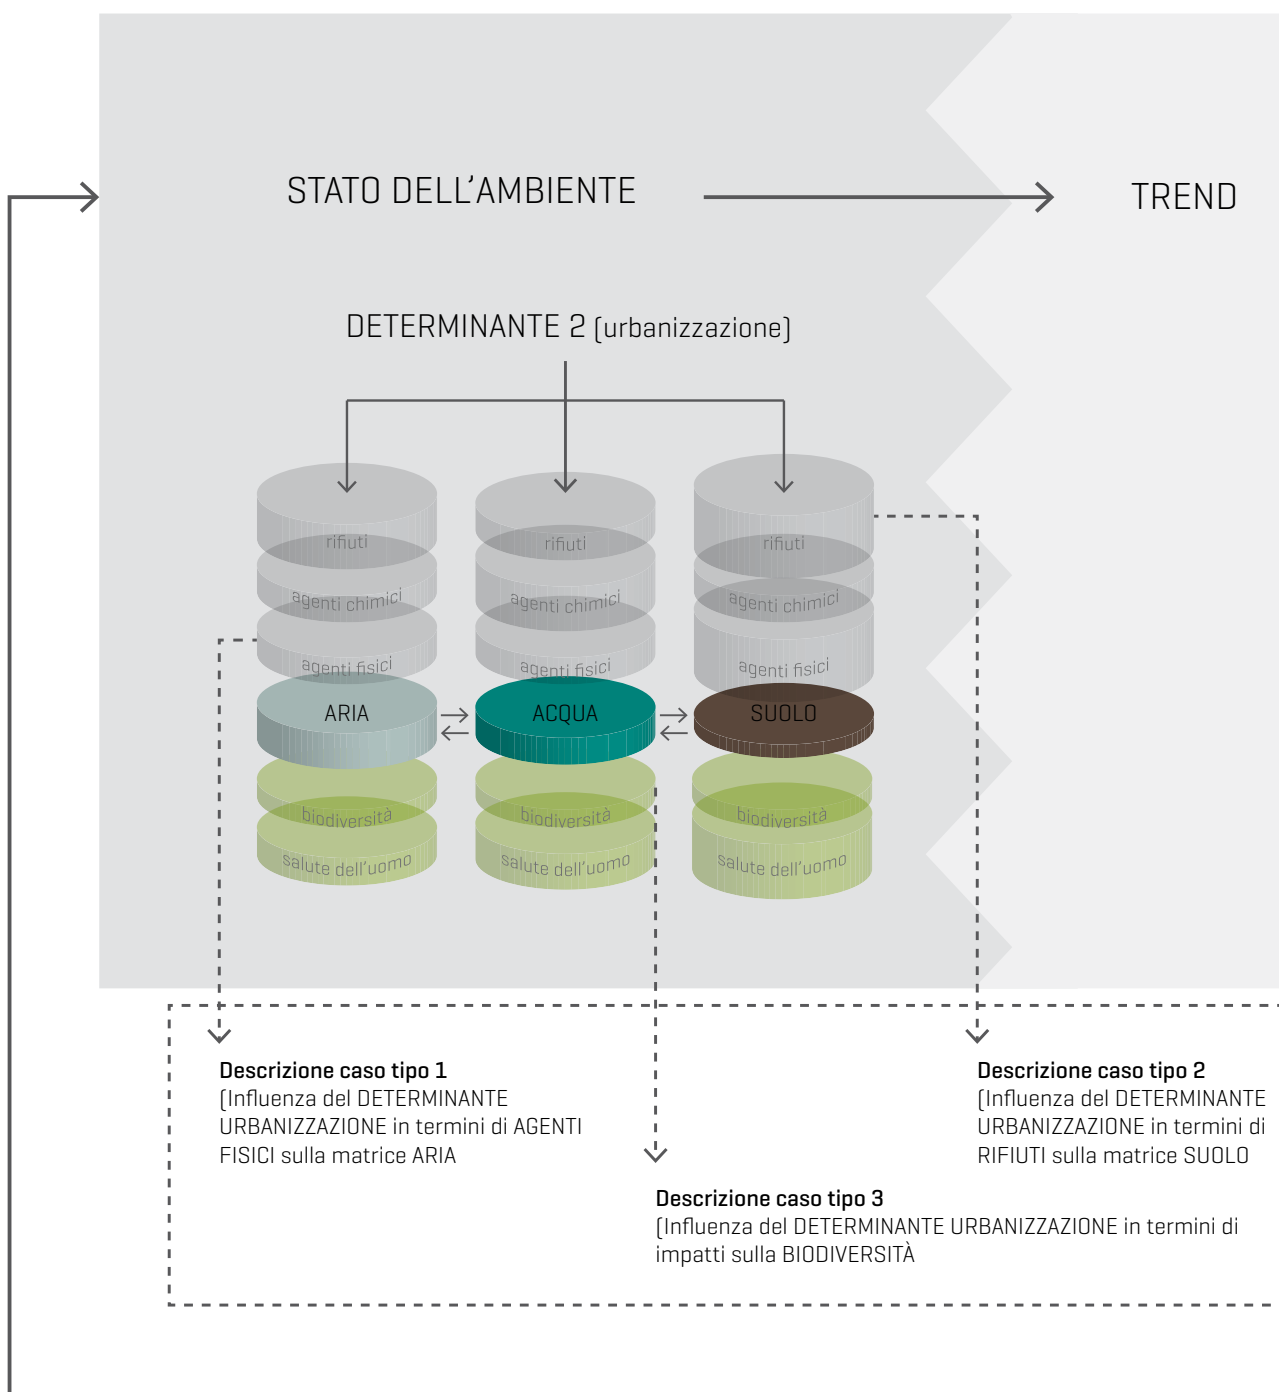 STATO DELL'AMBIENTE
TREND
DETERMINANTE 2 (urbanizzazione)
rifiuti
agenti chimici
agenti fisici
ARIA
biodiversità
salute dell'uomo
rifiuti
agenti chimici
agenti fisici
ACQUA
biodiversità
salute dell'uomo
rifiuti
agenti chimici
agenti fisici
SUOLO
biodiversità
salute dell'uomo
Descrizione caso tipo 1
(Influenza del DETERMINANTE
URBANIZZAZIONE in termini di AGENTI
FISICI sulla matrice ARIA
Descrizione caso tipo 2
(Influenza del DETERMINANTE
URBANIZZAZIONE in termini di
RIFIUTI sulla matrice SUOLO
Descrizione caso tipo 3
(Influenza del DETERMINANTE URBANIZZAZIONE in termini di
impatti sulla BIODIVERSITÀ